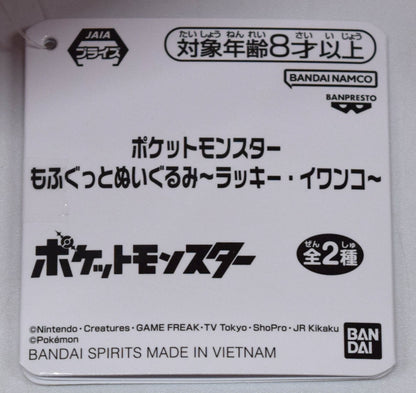 JAIA
プライズ
たいしょうねんれい さい いじょう
対象年齢8才以上
BANDAI NAMCO
BANPRESTO
ポケットモンスター
もふぐっとぬいぐるみ~ラッキー・イワンコ~
ポケットモンスター
ぜん しゅ
全2種
©Nintendo・Creatures・GAME FREAK・TV Tokyo・ShoPro・JR Kikaku
©Pokémon
BANDAI SPIRITS MADE IN VIETNAM
BAN
DAI